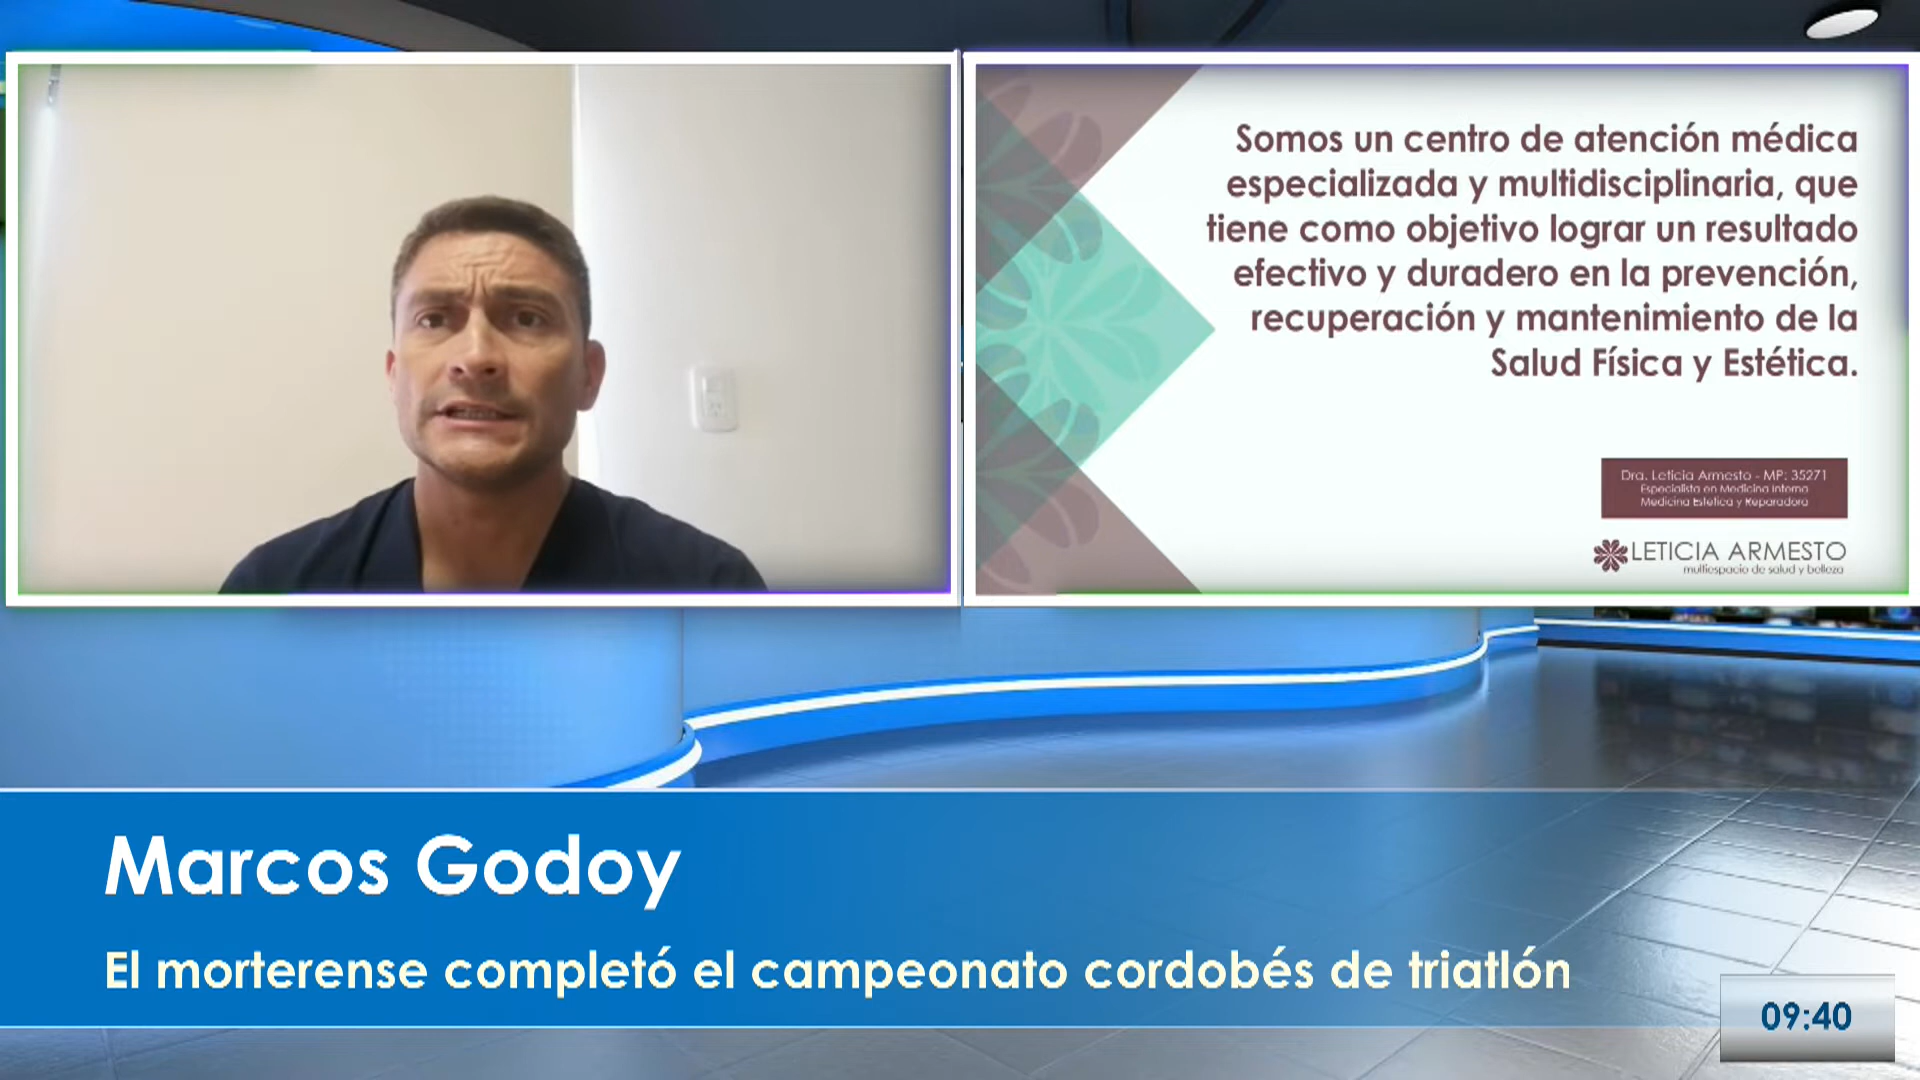 Somos un centro de atención médica
especializada y multidisciplinaria, que
tiene como objetivo lograr un resultado
efectivo y duradero en la prevención,
recuperación y mantenimiento de la
Salud Física y Estética.
Dra. Leticia Armesto - MP: 35271
Especialista en Medicina Interna
Medicina Estética y Reparadora
LETICIA ARMESTO
multiespacio de salud y belleza
Marcos Godoy
El morterense completó el campeonato cordobés de triatlón
09:40